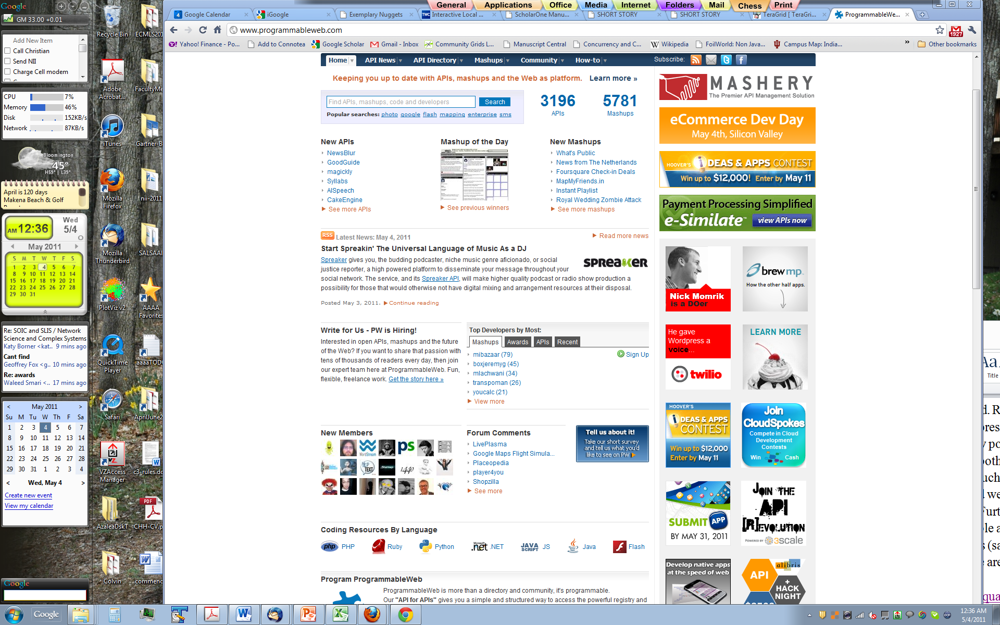 Google
GM 33.00 +0.01
Add New Item
Call Christian
Send NII
Charge Cell modem
CPU 7%
Memory 46%
Disk 152KB/s
Network 87KB/s
Bloomington
45°
H59° | L39°
April is 120 days
Makena Beach & Golf
AM 12:36
Wed
5/4
May 2011
S M T W T F S
1 2 3 4 5 6 7
8 9 10 11 12 13 14
15 16 17 18 19 20 21
22 23 24 25 26 27 28
29 30 31
Re: SOIC and SLIS / Network
Science and Complex Systems
Katy Borner <kat.. 9 mins ago
Cant find
Geoffrey Fox <g.. 10 mins ago
Re: awards
Waleed Smari <.. 17 mins ago
< May 2011 >
Su M Tu W Th F Sa
1 2 3 4 5 6 7
8 9 10 11 12 13 14
15 16 17 18 19 20 21
22 23 24 25 26 27 28
29 30 31 1 2 3 4
< Wed, May 4 >
Create new event
View my calendar
Google
Recycle Bin
ECMLS201
Adobe
Acrobat...
FacultyMe
iTunes
Gartner-B
Mozilla
Firefox
nii-2011
Mozilla
Thunderbird
SALSAAI
PlotViz v2
AAAA
Favorites
QuickTime
Player
aaaaTODO
Safari
AprilJune2
VZAccess
Manager
c3_rules.do
AzaleaDskT
PDF
CHH-CV.p
Colvin
commenc
General Applications Office Media Internet Folders Mail Chess Print
Google Calendar
iGoogle
Exemplary Nuggets
Interactive Local ...
ScholarOne Manu...
SHORT STORY
SHORT STORY
TeraGrid [ TeraGri...
ProgrammableWe...
www.programmableweb.com
1927
Yahoo! Finance - Po...
Add to Connotea
Google Scholar
Gmail - Inbox
Community Grids L...
Manuscript Central
Concurrency and C...
Wikipedia
FoilWorld: Non Java...
Campus Map: India...
»
Other bookmarks
Home API News API Directory Mashups Community How-to
Subscribe:
Keeping you up to date with APIs, mashups and the Web as platform. Learn more »
Find APIs, mashups, code and developers
Search
Popular searches: photo google flash mapping enterprise sms
3196
APIs
5781
Mashups
New APIs
NewsBlur
GoodGuide
magickly
Syllabs
AISpeech
CakeEngine
See more APIs
Mashup of the Day
See previous winners
New Mashups
What's Public
News from The Netherlands
Foursquare Check-in Deals
MapMyFriends.in
Instant Playlist
Royal Wedding Zombie Attack
See more mashups
RSS Latest News: May 4, 2011
Read more news
Start Spreakin' The Universal Language of Music As a DJ
Spreaker gives you, the budding podcaster, niche music genre aficionado, or social
justice reporter, a high powered platform to disseminate your message throughout your
social network. The service, and its Spreaker API, will make higher quality podcast or radio show production a
possibility for those that would otherwise not have digital mixing and arrangement resources at their disposal.
SPREAKER
Posted May 3, 2011. Continue reading
Write for Us - PW is Hiring!
Interested in open APIs, mashups and the future
of the Web? If you want to share that passion with
tens of thousands of readers every day, then join
our expert team here at ProgrammableWeb. Fun,
flexible, freelance work. Get the story here »
Top Developers by Most:
Mashups Awards APIs Recent
mibazaar (79)
boxjeremyg (45)
mlachwani (34)
transpoman (26)
youcalc (21)
View more
Sign Up
New Members
WordStream
ps
YEP
TEXT
1440
Forum Comments
LivePlasma
Google Maps Flight Simula...
Placeopedia
player4you
Shopzilla
See more
Tell us about it!
Take our short survey
and tell us what you'd
like to see on PW
Coding Resources By Language
php PHP
Ruby
Python
Microsoft
.net .NET
JAVA
SCRIPT JS
Java
Flash
Program ProgrammableWeb
ProgrammableWeb is more than a directory and community, it's programmable.
Our "API for APIs" gives you a simple and structured way to access the powerful registry and
MASHERY
The Premier API Management Solution
eCommerce Dev Day
May 4th, Silicon Valley
HOOVER'S IDEAS & APPS CONTEST
Win up to $12,000! Enter by May 11
Payment Processing Simplified
e-Similate™ view APIs now
Nick Momrik
is a DOer
brew mp
How the other half apps.
He gave
Wordpress a
voice...
twilio
LEARN MORE
HOOVER'S
IDEAS & APPS
CONTEST
Win up to $12,000
Enter by May 11
Join
CloudSpokes
Compete in Cloud
Development
Contests
Win Cash
SUBMIT APP
BY MAY 31, 2011
JOIN THE
API
[R]EVOLUTION
POWERED BY 3scale
Develop native apps
at the speed of web
alibris
API
+
HACK
NIGHT
Aa
Title
d. R
pres
y po
both
uch
d we
Furt
le a
s (sa
e are
qua
Google
12:36 AM
5/4/2011